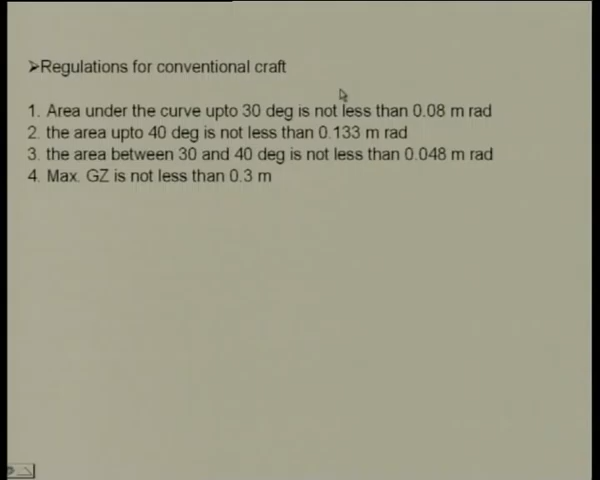 ➢Regulations for conventional craft
1. Area under the curve upto 30 deg is not less than 0.08 m rad
2. the area upto 40 deg is not less than 0.133 m rad
3. the area between 30 and 40 deg is not less than 0.048 m rad
4. Max. GZ is not less than 0.3 m